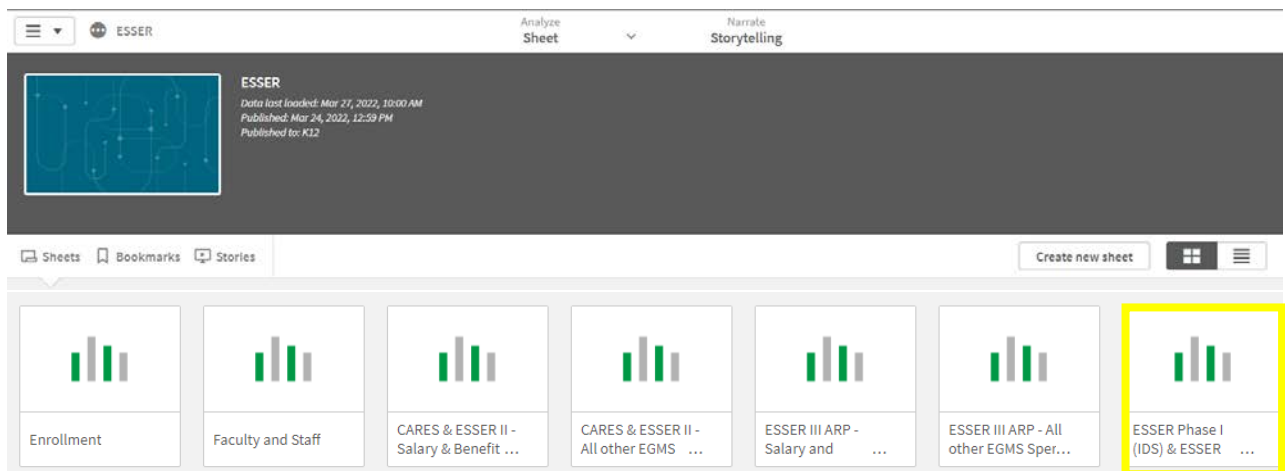 ESSER
Analyze
Sheet
Narrate
Storytelling
ESSER
Data last loaded: Mar 27, 2022, 10:00 AM
Published: Mar 24, 2022, 12:59 PM
Published to: K12
Sheets Bookmarks Stories
Create new sheet
Enrollment
Faculty and Staff
CARES & ESSER II -
Salary & Benefit ...
CARES & ESSER II -
All other EGMS ...
ESSER III ARP -
Salary and ...
ESSER III ARP - All
other EGMS Sper...
ESSER Phase I
(IDS) & ESSER ...